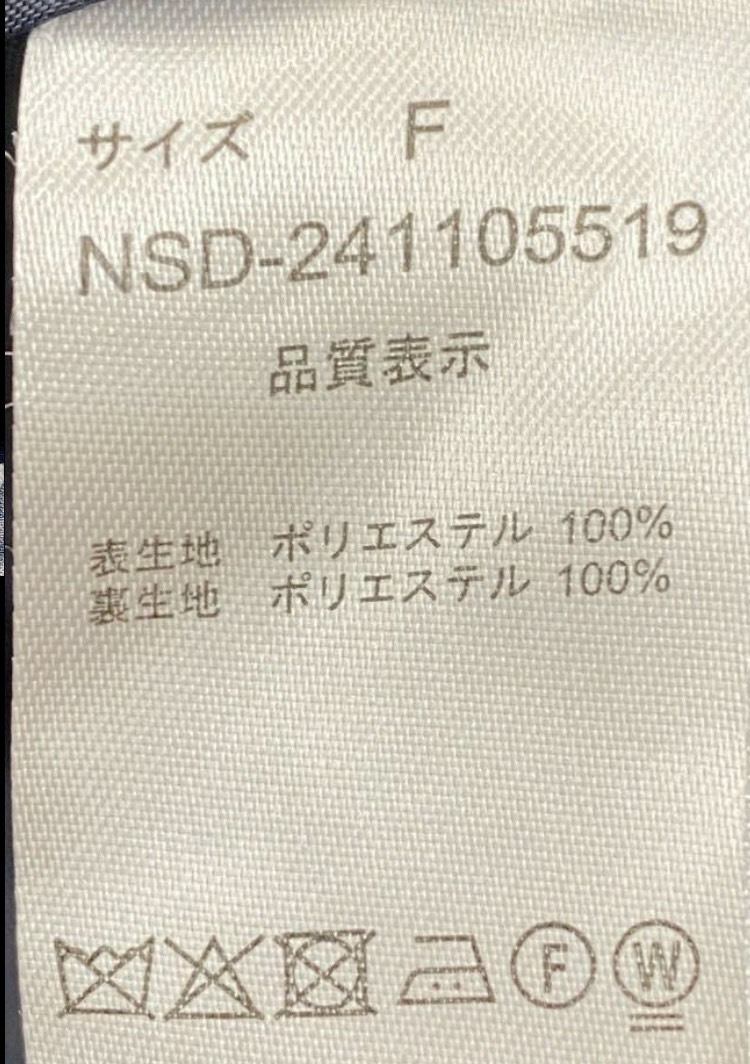 サイズ F
NSD-241105519
品質表示
表生地 ポリエステル 100%
裏生地 ポリエステル 100%
F W